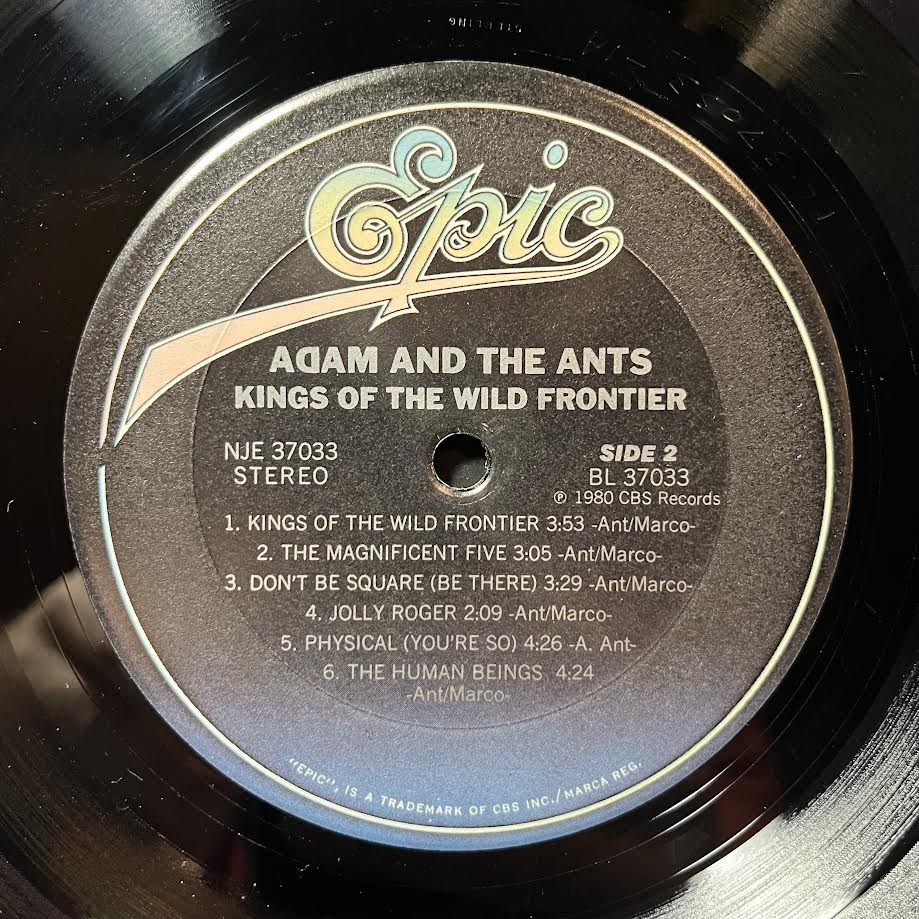 STERLING
Epic
ADAM AND THE ANTS
KINGS OF THE WILD FRONTIER
NJE 37033
STEREO
SIDE 2
BL 37033
℗ 1980 CBS Records
1. KINGS OF THE WILD FRONTIER 3:53 -Ant/Marco-
2. THE MAGNIFICENT FIVE 3:05 -Ant/Marco-
3. DON'T BE SQUARE (BE THERE) 3:29 -Ant/Marco-
4. JOLLY ROGER 2:09 -Ant/Marco-
5. PHYSICAL (YOU'RE SO) 4:26 -A. Ant-
6. THE HUMAN BEINGS 4:24
-Ant/Marco-
"EPIC", IS A TRADEMARK OF CBS INC./MARCA REG.